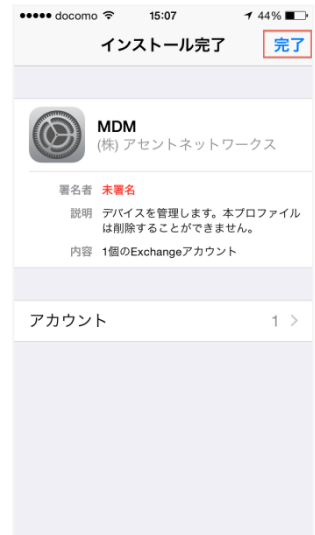 docomo 15:07 44%
インストール完了 完了
MDM
(株) アセントネットワークス
署名者 未署名
説明 デバイスを管理します。本プロファイル
は削除することができません。
内容 1個のExchangeアカウント
アカウント 1